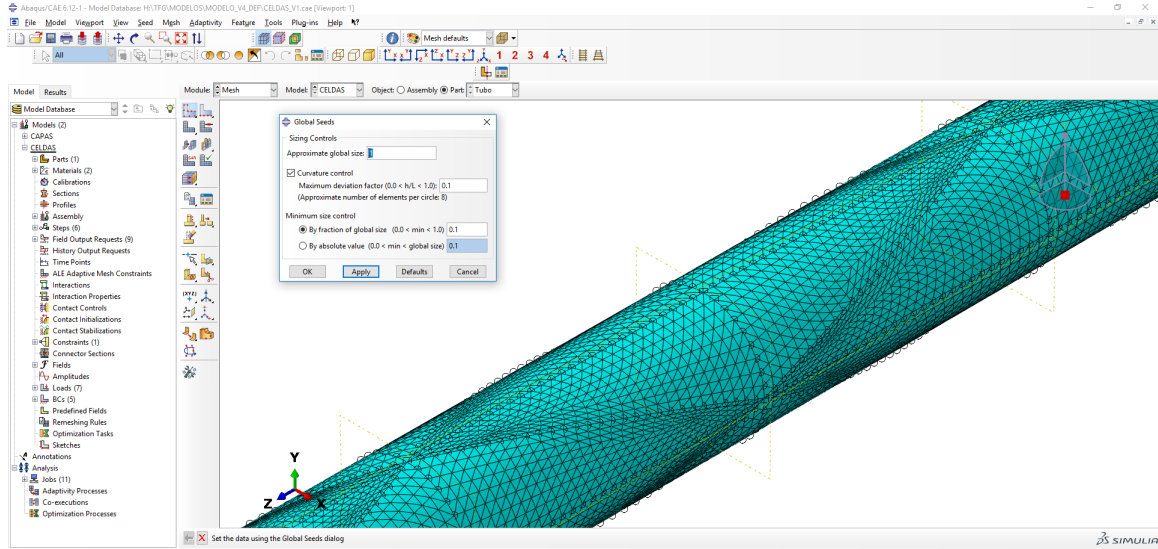 Abaqus/CAE 6.12-1 - Model Database: H:\TFG\MODELOS\MODELO_V4_DEF\CELDAS_V1.cae [Viewport: 1]
File Model Viewport View Seed Mesh Adaptivity Feature Tools Plug-ins Help
Mesh defaults
All
1 2 3 4
Model Results
Module: Mesh Model: CELDAS Object: Assembly Part: Tubo
Model Database
Models (2)
CAPAS
CELDAS
Parts (1)
Materials (2)
Calibrations
Sections
Profiles
Assembly
Steps (6)
Field Output Requests (9)
History Output Requests
Time Points
ALE Adaptive Mesh Constraints
Interactions
Interaction Properties
Contact Controls
Contact Initializations
Contact Stabilizations
Constraints (1)
Connector Sections
Fields
Amplitudes
Loads (7)
BCs (5)
Predefined Fields
Remeshing Rules
Optimization Tasks
Sketches
Annotations
Analysis
Jobs (11)
Adaptivity Processes
Co-executions
Optimization Processes
(XYZ)
Global Seeds
Sizing Controls
Approximate global size: 1
Curvature control
Maximum deviation factor (0.0 < h/L < 1.0): 0.1
(Approximate number of elements per circle: 8)
Minimum size control
By fraction of global size (0.0 < min < 1.0) 0.1
By absolute value (0.0 < min < global size) 0.1
OK Apply Defaults Cancel
Y
Z X
Set the data using the Global Seeds dialog
SIMULIA